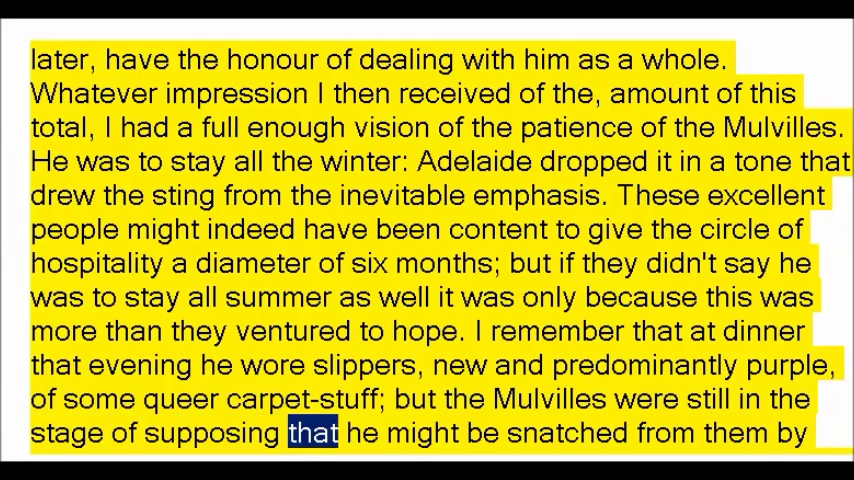 later, have the honour of dealing with him as a whole.
Whatever impression I then received of the, amount of this
total, I had a full enough vision of the patience of the Mulvilles.
He was to stay all the winter: Adelaide dropped it in a tone that
drew the sting from the inevitable emphasis. These excellent
people might indeed have been content to give the circle of
hospitality a diameter of six months; but if they didn't say he
was to stay all summer as well it was only because this was
more than they ventured to hope. I remember that at dinner
that evening he wore slippers, new and predominantly purple,
of some queer carpet-stuff; but the Mulvilles were still in the
stage of supposing that he might be snatched from them by